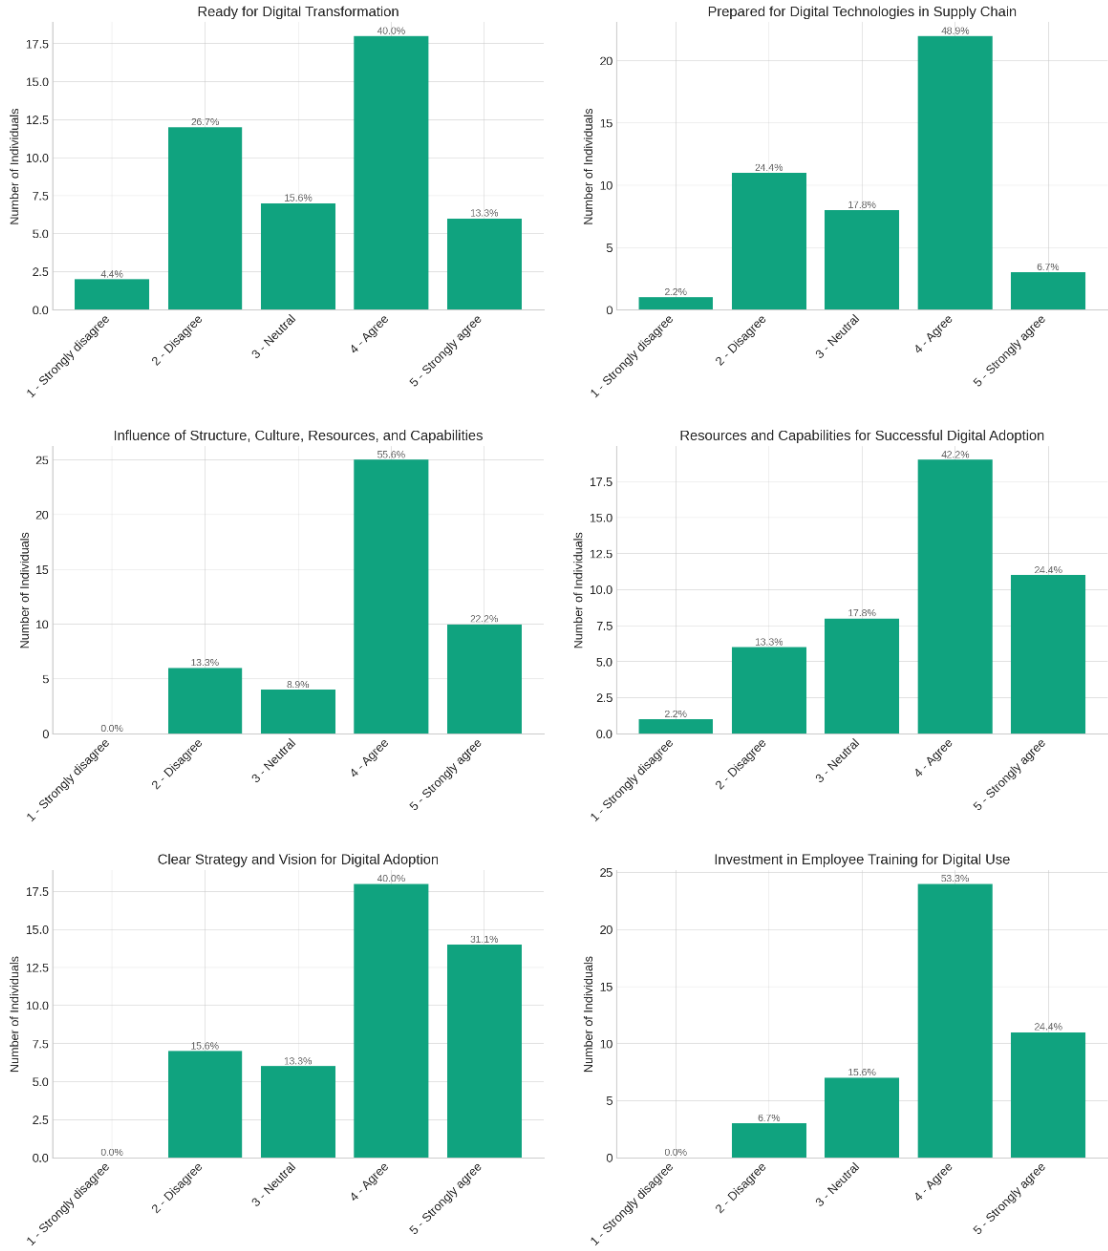 Ready for Digital Transformation
Number of Individuals
17.5
15.0
12.5
10.0
7.5
5.0
2.5
0.0
4.4%
26.7%
15.6%
40.0%
13.3%
1 - Strongly disagree
2 - Disagree
3 - Neutral
4 - Agree
5 - Strongly agree
Prepared for Digital Technologies in Supply Chain
Number of Individuals
20
15
10
5
0
2.2%
24.4%
17.8%
48.9%
6.7%
1 - Strongly disagree
2 - Disagree
3 - Neutral
4 - Agree
5 - Strongly agree
Influence of Structure, Culture, Resources, and Capabilities
Number of Individuals
25
20
15
10
5
0
0.0%
13.3%
8.9%
55.6%
22.2%
1 - Strongly disagree
2 - Disagree
3 - Neutral
4 - Agree
5 - Strongly agree
Resources and Capabilities for Successful Digital Adoption
Number of Individuals
17.5
15.0
12.5
10.0
7.5
5.0
2.5
0.0
2.2%
13.3%
17.8%
42.2%
24.4%
1 - Strongly disagree
2 - Disagree
3 - Neutral
4 - Agree
5 - Strongly agree
Clear Strategy and Vision for Digital Adoption
Number of Individuals
17.5
15.0
12.5
10.0
7.5
5.0
2.5
0.0
0.0%
15.6%
13.3%
40.0%
31.1%
1 - Strongly disagree
2 - Disagree
3 - Neutral
4 - Agree
5 - Strongly agree
Investment in Employee Training for Digital Use
Number of Individuals
25
20
15
10
5
0
0.0%
6.7%
15.6%
53.3%
24.4%
1 - Strongly disagree
2 - Disagree
3 - Neutral
4 - Agree
5 - Strongly agree